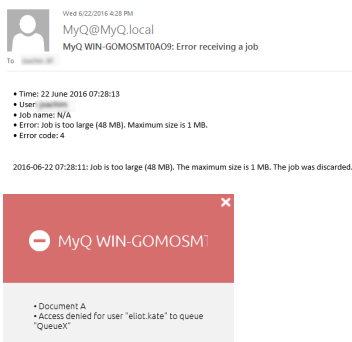 Wed 6/22/2016 4:28 PM
MyQ@MyQ.local
MyQ WIN-GOMOSMT0AO9: Error receiving a job
To
• Time: 22 June 2016 07:28:13
• User:
• Job name: N/A
• Error: Job is too large (48 MB). Maximum size is 1 MB.
• Error code: 4
2016-06-22 07:28:11: Job is too large (48 MB). The maximum size is 1 MB. The job was discarded.
MyQ WIN-GOMOSM
• Document A
• Access denied for user "eliot.kate" to queue
"QueueX"